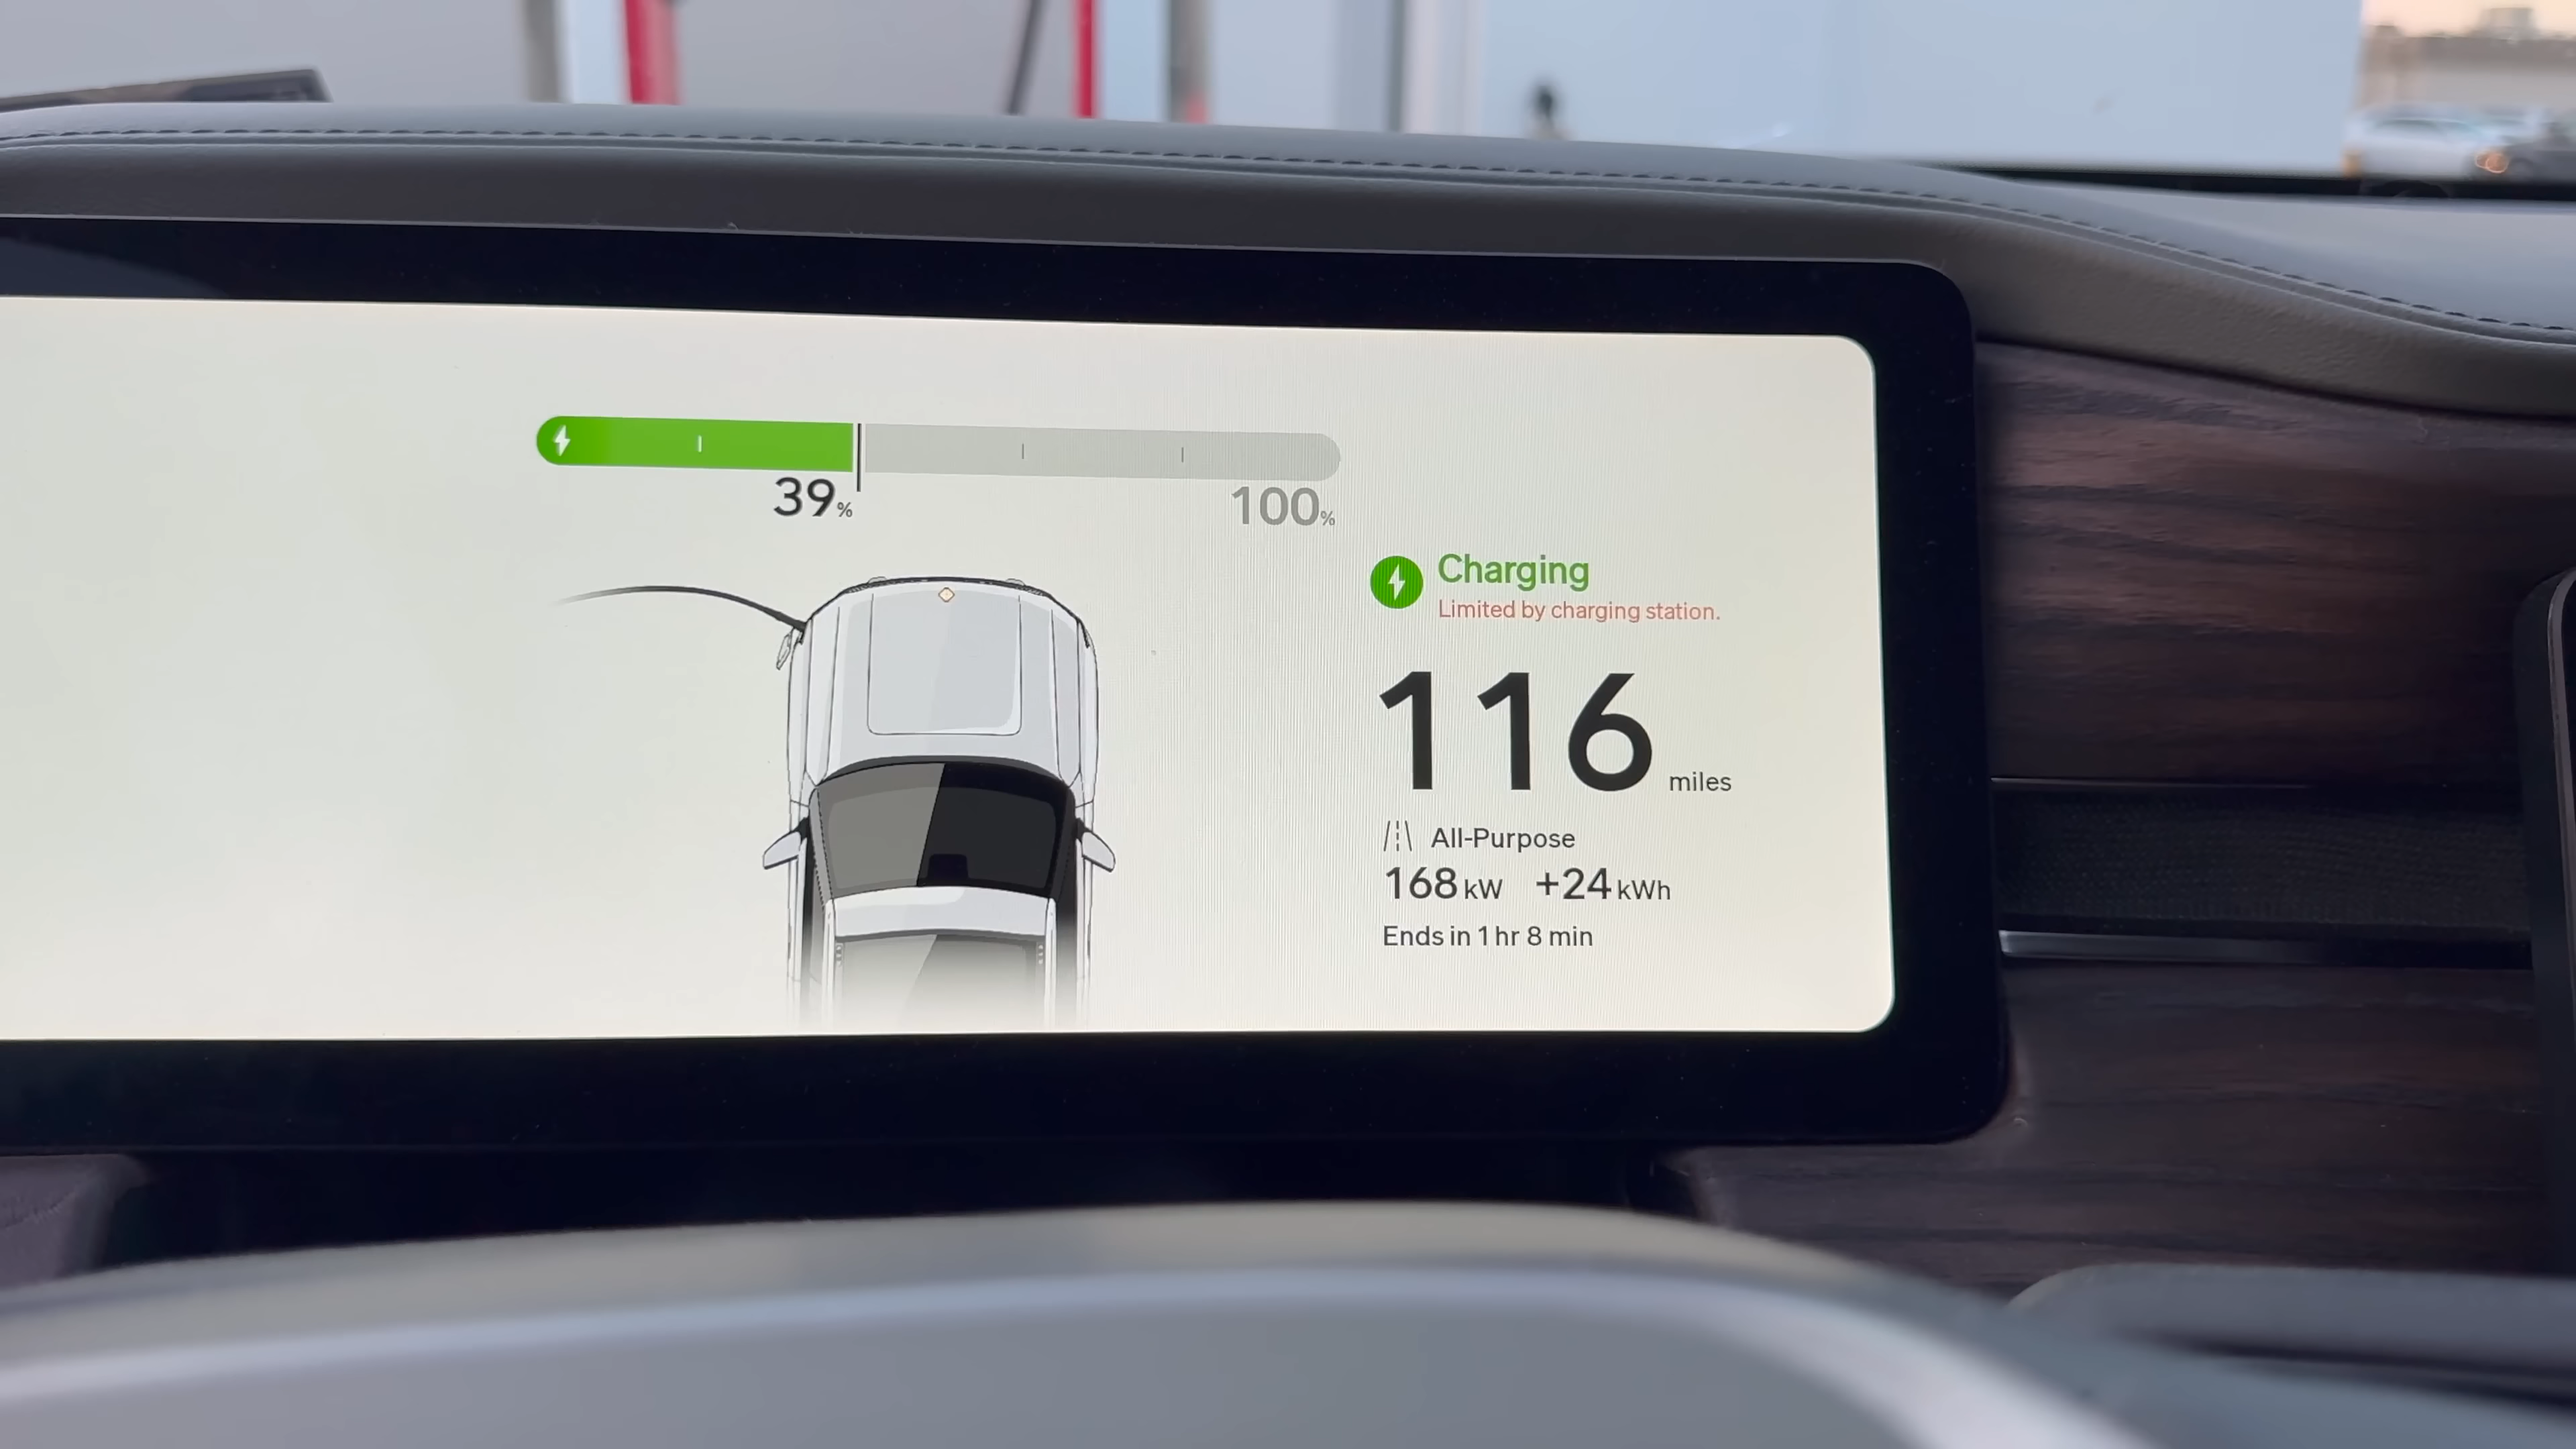 39%
100%
Charging
Limited by charging station.
116 miles
All-Purpose
168 kW +24 kWh
Ends in 1 hr 8 min